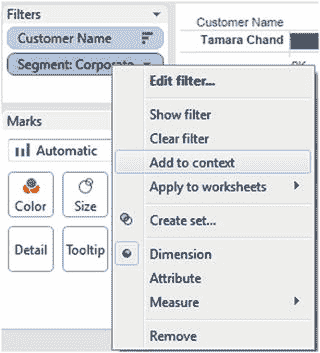 Filters
Customer Name
Segment: Corporate
Customer Name
Tamara Chand
Marks
Automatic
Color
Size
Detail
Tooltip
Edit filter...
Show filter
Clear filter
Add to context
Apply to worksheets
Create set...
Dimension
Attribute
Measure
Remove